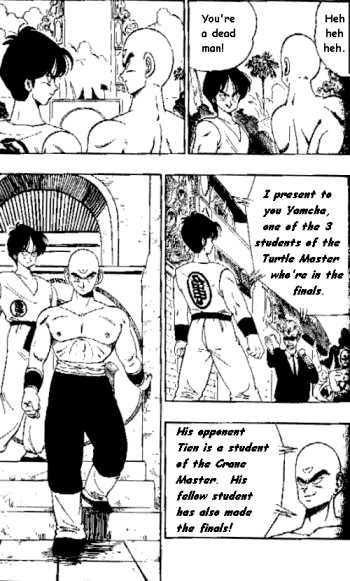 You're
a dead
man!
Heh
heh
heh.
I present to
you Yamcha,
one of the 3
students of the
Turtle Master
who're in the
finals.
His opponent
Tien is a student
of the Crane
Master. His
fellow student
has also made
the finals!